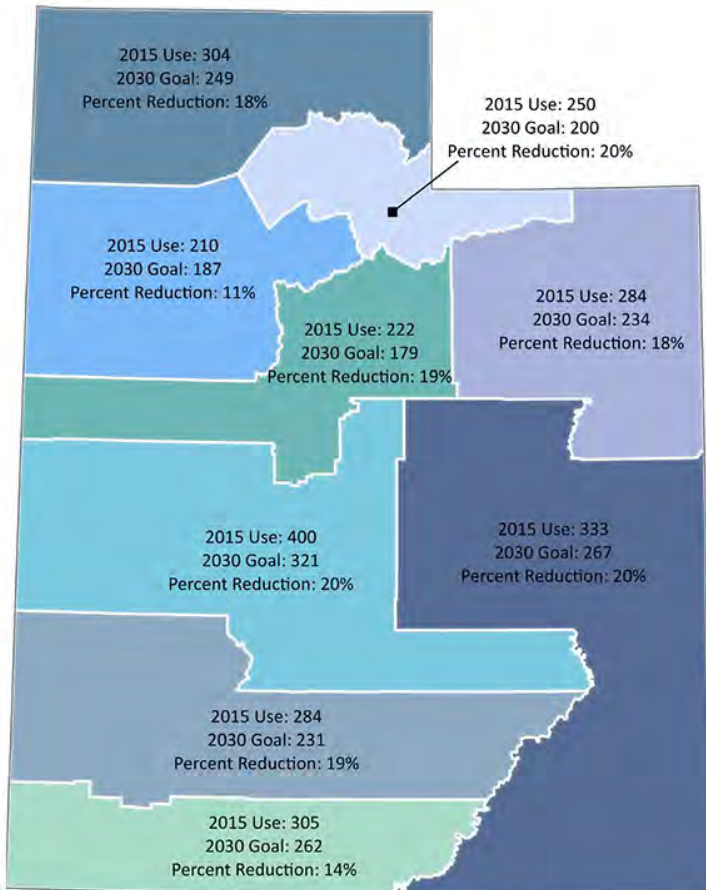 2015 Use: 304
2030 Goal: 249
Percent Reduction: 18%
2015 Use: 250
2030 Goal: 200
Percent Reduction: 20%
2015 Use: 210
2030 Goal: 187
Percent Reduction: 11%
2015 Use: 284
2030 Goal: 234
Percent Reduction: 18%
2015 Use: 222
2030 Goal: 179
Percent Reduction: 19%
2015 Use: 400
2030 Goal: 321
Percent Reduction: 20%
2015 Use: 333
2030 Goal: 267
Percent Reduction: 20%
2015 Use: 284
2030 Goal: 231
Percent Reduction: 19%
2015 Use: 305
2030 Goal: 262
Percent Reduction: 14%